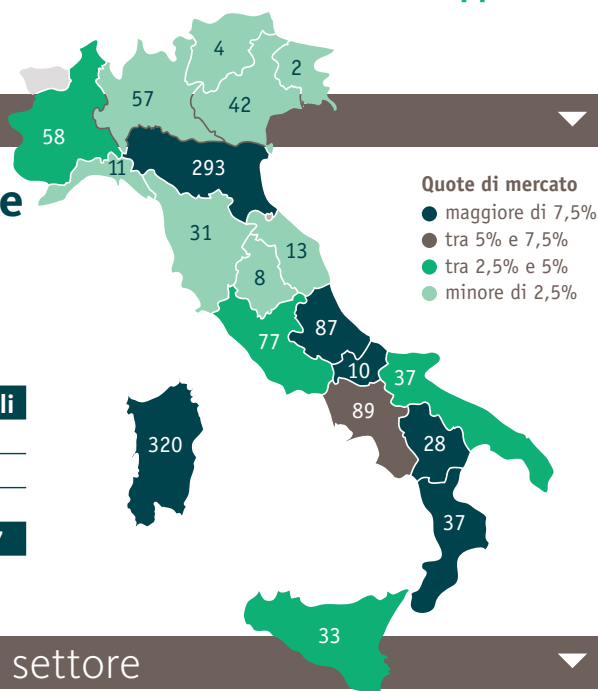 4
2
57
42
58
11
293
e
Quote di mercato
maggiore di 7,5%
tra 5% e 7,5%
tra 2,5% e 5%
minore di 2,5%
31
13
8
77
87
10
37
89
li
320
28
37
33
settore